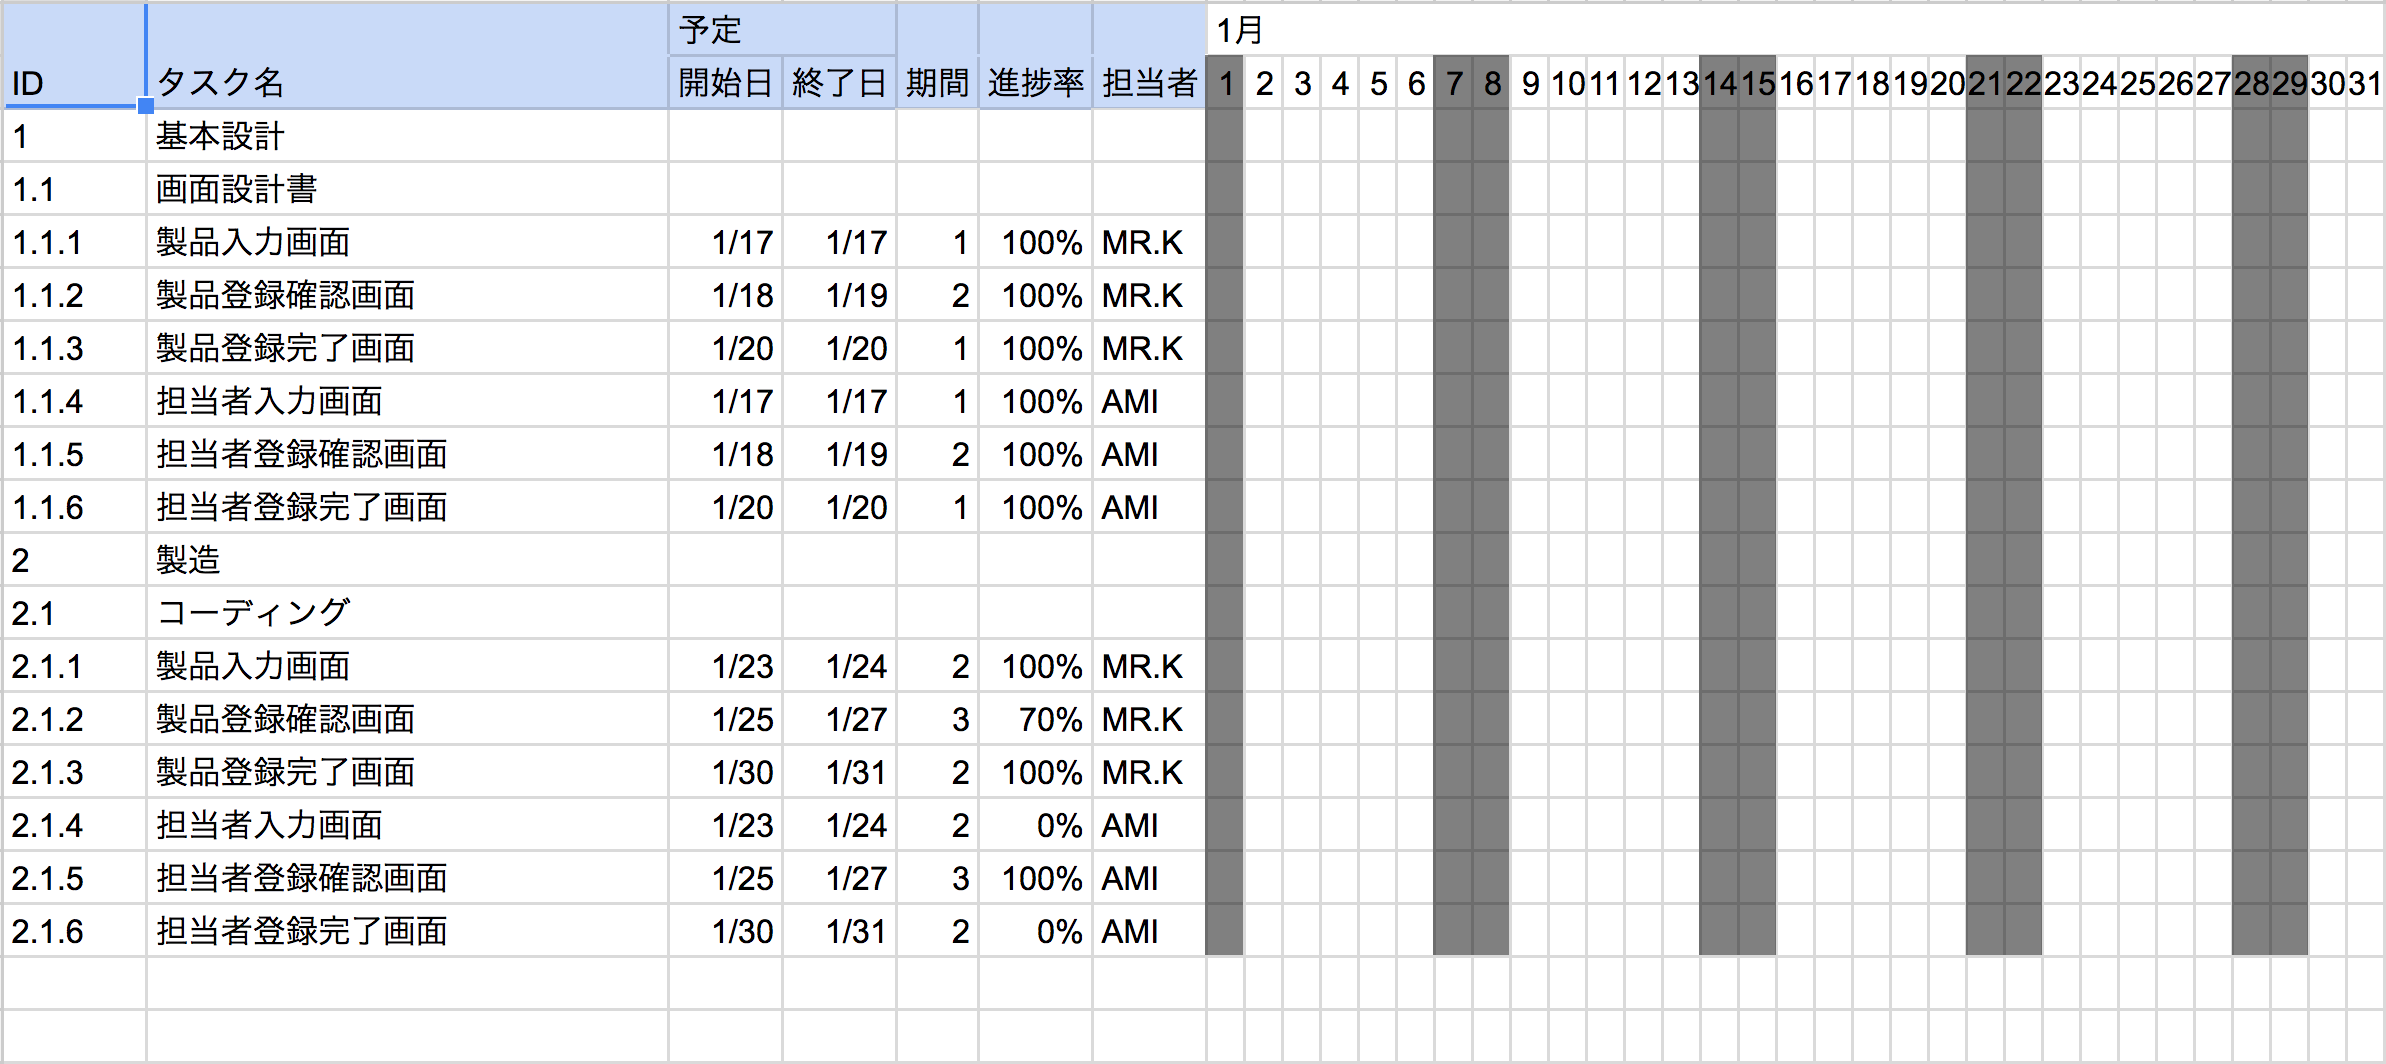 予定 1月
ID タスク名 開始日 終了日 期間 進捗率 担当者 1 2 3 4 5 6 7 8 9 10 11 12 13 14 15 16 17 18 19 20 21 22 23 24 25 26 27 28 29 30 31
1 基本設計
1.1 画面設計書
1.1.1 製品入力画面 1/17 1/17 1 100% MR.K
1.1.2 製品登録確認画面 1/18 1/19 2 100% MR.K
1.1.3 製品登録完了画面 1/20 1/20 1 100% MR.K
1.1.4 担当者入力画面 1/17 1/17 1 100% AMI
1.1.5 担当者登録確認画面 1/18 1/19 2 100% AMI
1.1.6 担当者登録完了画面 1/20 1/20 1 100% AMI
2 製造
2.1 コーディング
2.1.1 製品入力画面 1/23 1/24 2 100% MR.K
2.1.2 製品登録確認画面 1/25 1/27 3 70% MR.K
2.1.3 製品登録完了画面 1/30 1/31 2 100% MR.K
2.1.4 担当者入力画面 1/23 1/24 2 0% AMI
2.1.5 担当者登録確認画面 1/25 1/27 3 100% AMI
2.1.6 担当者登録完了画面 1/30 1/31 2 0% AMI